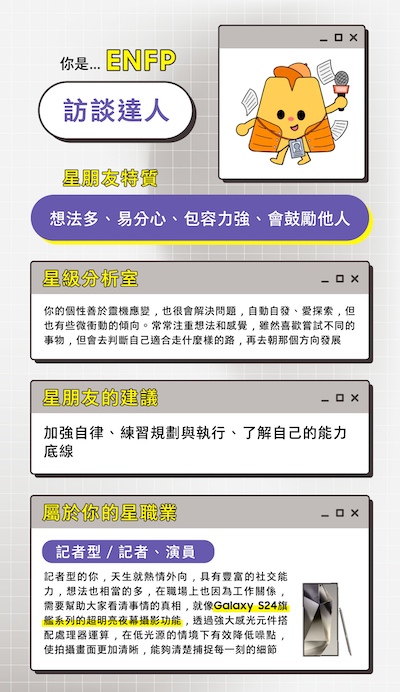 你是... ENFP
訪談達人
星朋友特質
想法多、易分心、包容力強、會鼓勵他人
星級分析室
你的個性善於靈機應變，也很會解決問題，自動自發、愛探索，但
也有些微衝動的傾向。常常注重想法和感覺，雖然喜歡嘗試不同的
事物，但會去判斷自己適合走什麼樣的路，再去朝那個方向發展
星朋友的建議
加強自律、練習規劃與執行、了解自己的能力
底線
屬於你的星職業
記者型 / 記者、演員
記者型的你，天生就熱情外向，具有豐富的社交能
力，想法也相當的多，在職場上也因為工作關係，
需要幫助大家看清事情的真相，就像Galaxy S24旗
艦系列的超明亮夜幕攝影功能，透過強大感光元件搭
配處理器運算，在低光源的情境下有效降低噪點，
使拍攝畫面更加清晰，能夠清楚捕捉每一刻的細節